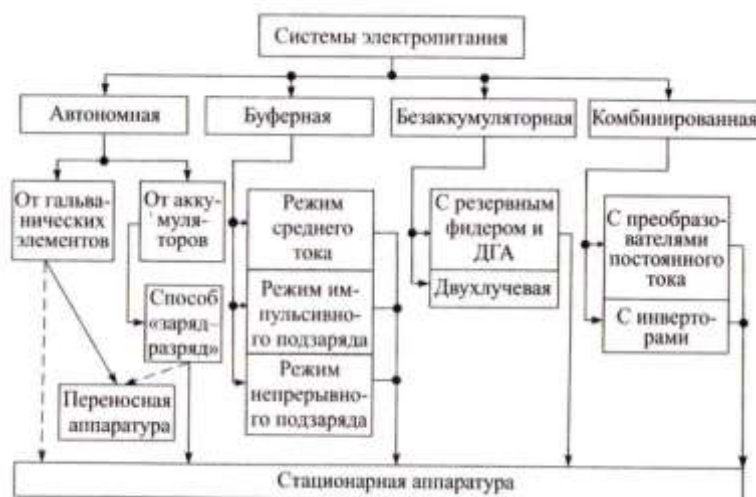 Системы электропитания
Автономная
Буферная
Безаккумуляторная
Комбинированная
От гальва-
нических
элементов
От акку-
муля-
торов
Способ
«заряд–
разряд»
Переносная
аппаратура
Режим
среднего
тока
Режим им-
пульсивного
подзаряда
Режим
непрерывно-
го подзаряда
С резервным
фидером и
ДГА
Двухлучевая
С преобразо-
вателями
постоянного
тока
С инверто-
рами
Стационарная аппаратура